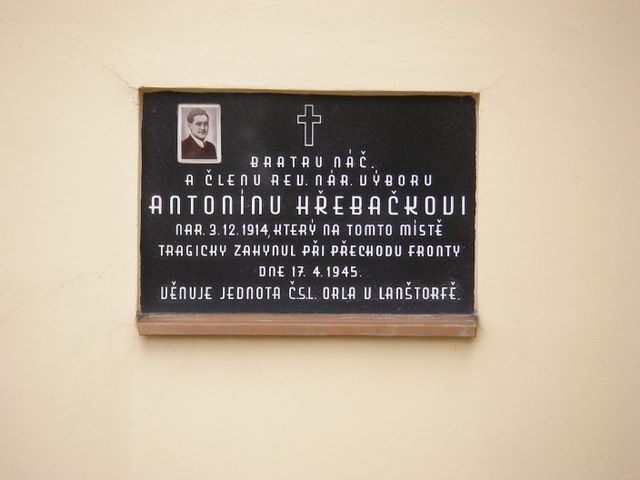 BRATRU NÁČ.
A ČLENU REV. NÁR. VÝBORU
ANTONÍNU HŘEBAČKOVI
NAR. 3.12.1914, KTERÝ NA TOMTO MÍSTĚ
TRAGICKY ZAHYNUL PŘI PŘECHODU FRONTY
DNE 17. 4. 1945.
VĚNUJE JEDNOTA Č.S.L. ORLA V LANŠTORFĚ.